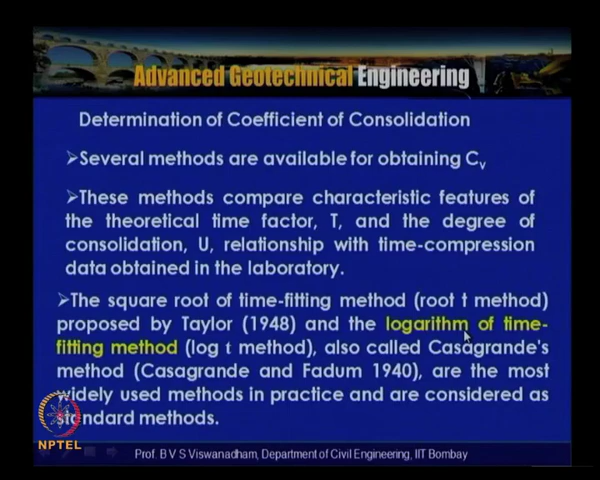 Advanced Geotechnical Engineering
Determination of Coefficient of Consolidation
➢Several methods are available for obtaining Cv
➢These methods compare characteristic features of
the theoretical time factor, T, and the degree of
consolidation, U, relationship with time-compression
data obtained in the laboratory.
➢The square root of time-fitting method (root t method)
proposed by Taylor (1948) and the logarithm of time-
fitting method (log t method), also called Casagrande's
method (Casagrande and Fadum 1940), are the most
widely used methods in practice and are considered as
standard methods.
NPTEL
Prof. B V S Viswanadham, Department of Civil Engineering, IIT Bombay